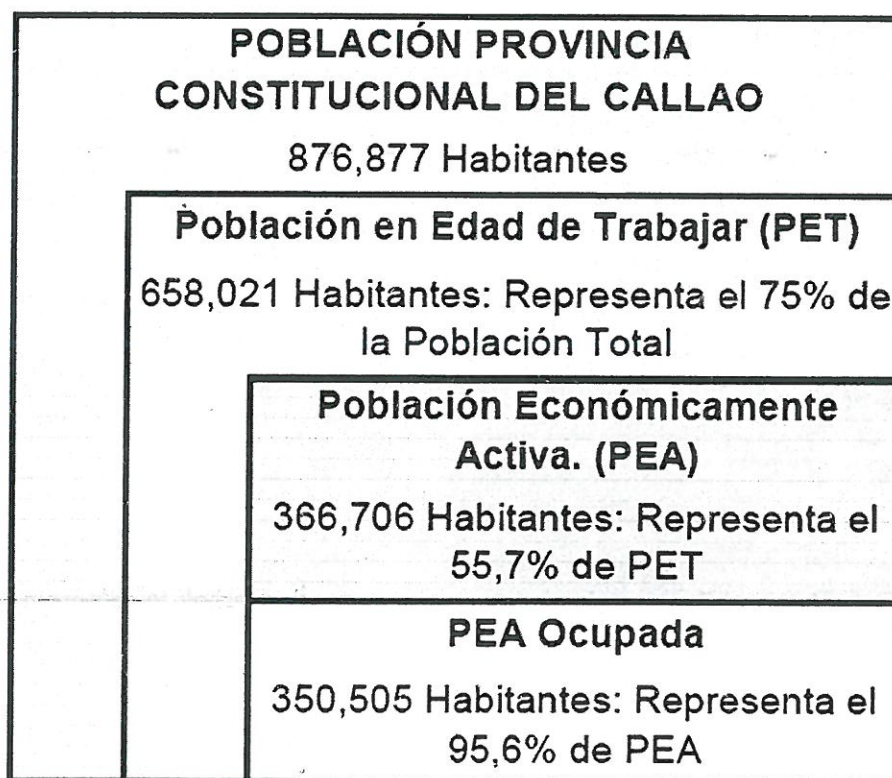 POBLACIÓN PROVINCIA
CONSTITUCIONAL DEL CALLAO
876,877 Habitantes
Población en Edad de Trabajar (PET)
658,021 Habitantes: Representa el 75% de
la Población Total
Población Económicamente
Activa. (PEA)
366,706 Habitantes: Representa el
55,7% de PET
PEA Ocupada
350,505 Habitantes: Representa el
95,6% de PEA